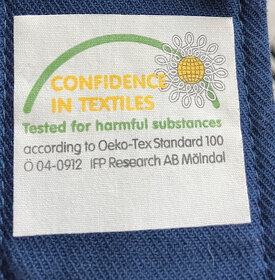 CONFIDENCE
IN TEXTILES
Tested for harmful substances
according to Oeko-Tex Standard 100
Ö 04-0912 IFP Research AB Mölndal